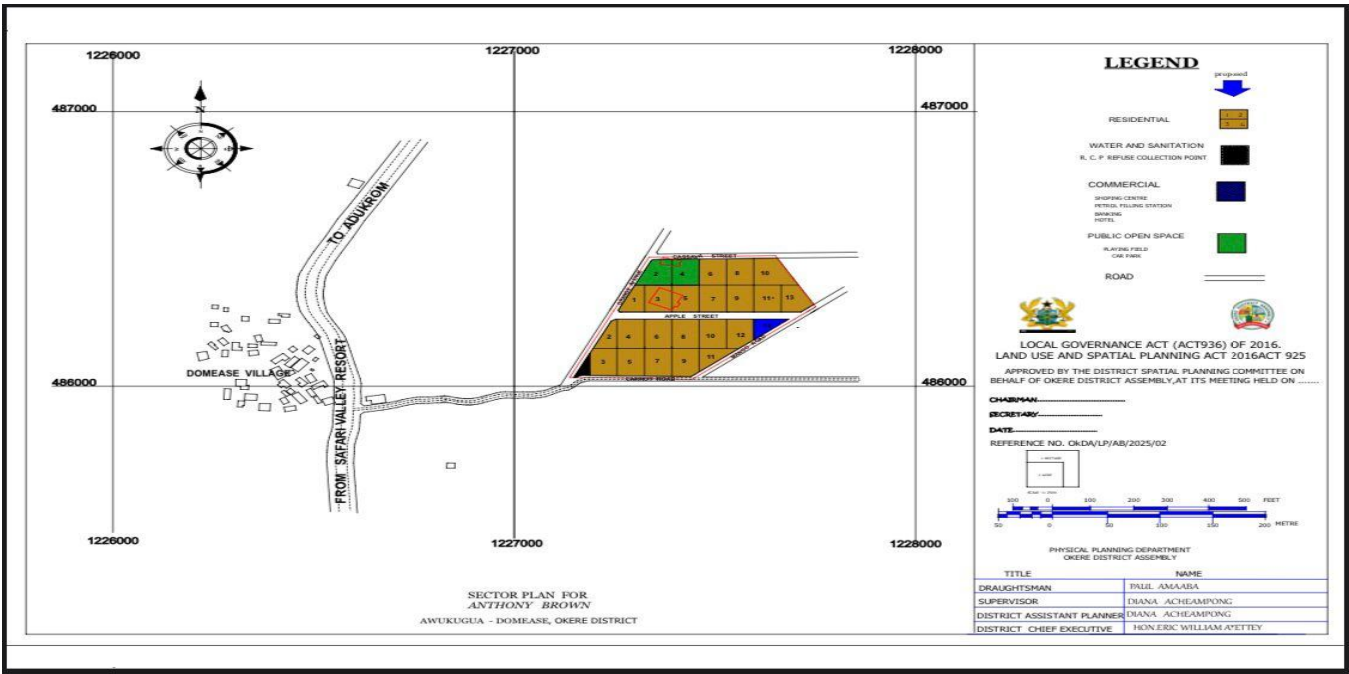 1226000
1227000
1228000
487000
487000
N
TO ADUKROM
DOMEASE VILLAGE
FROM SAFARI VALLEY RESORT
486000
486000
CASSAVA STREET
2 4 6 8 10
1 3 5 7 9 11 13
APPLE STREET
2 4 6 8 10 12
3 5 7 9 11
CARROT ROAD
1226000
1227000
1228000
SECTOR PLAN FOR
ANTHONY BROWN
AWUKUGUA - DOMEASE, OKERE DISTRICT
LEGEND
proposed
RESIDENTIAL
1 2
3 4
WATER AND SANITATION
R. C. P REFUSE COLLECTION POINT
COMMERCIAL
SHOPING CENTRE
PETROL FILLING STATION
BANKING
HOTEL
PUBLIC OPEN SPACE
PLAYING FIELD
CAR PARK
ROAD
LOCAL GOVERNANCE ACT (ACT936) OF 2016.
LAND USE AND SPATIAL PLANNING ACT 2016ACT 925
APPROVED BY THE DISTRICT SPATIAL PLANNING COMMITTEE ON
BEHALF OF OKERE DISTRICT ASSEMBLY,AT ITS MEETING HELD ON ........
CHAIRMAN
SECRETARY
DATE
REFERENCE NO. OkDA/LP/AB/2025/02
100 0 100 200 300 400 500 FEET
50 0 50 100 150 200 METRE
PHYSICAL PLANNING DEPARTMENT
OKERE DISTRICT ASSEMBLY
TITLE NAME
DRAUGHTSMAN PAUL AMAABA
SUPERVISOR DIANA ACHEAMPONG
DISTRICT ASSISTANT PLANNER DIANA ACHEAMPONG
DISTRICT CHIEF EXECUTIVE HON.ERIC WILLIAM A*ETTEY